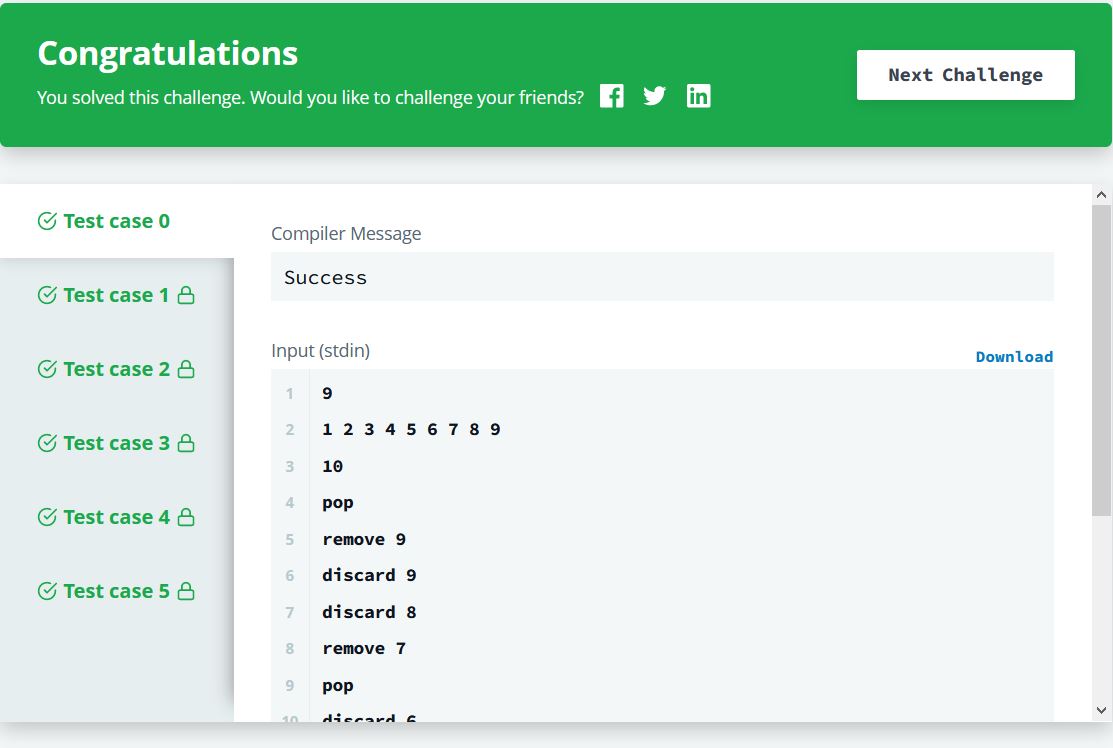 Congratulations
You solved this challenge. Would you like to challenge your friends?
Next Challenge
Test case 0
Test case 1
Test case 2
Test case 3
Test case 4
Test case 5
Compiler Message
Success
Input (stdin)
Download
1 9
2 1 2 3 4 5 6 7 8 9
3 10
4 pop
5 remove 9
6 discard 9
7 discard 8
8 remove 7
9 pop
10 discard 6